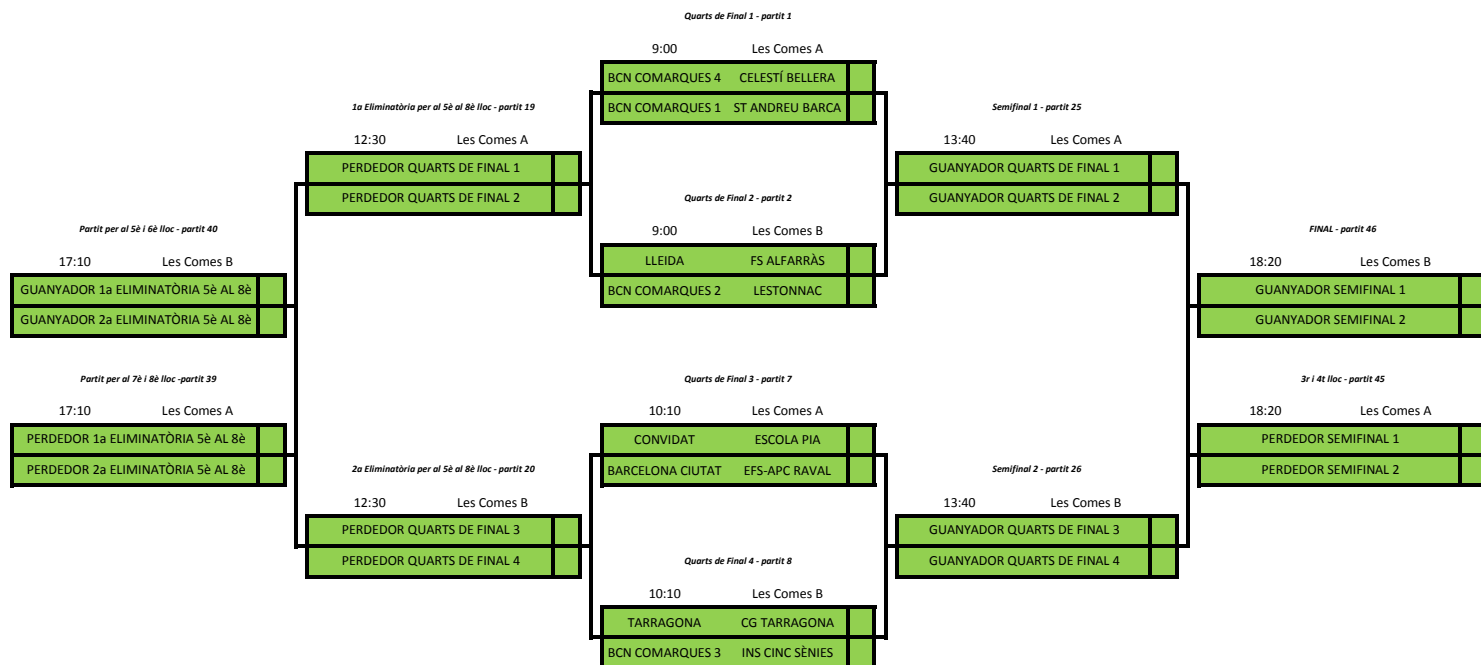 Quarts de Final 1 - partit 1
9:00 Les Comes A
BCN COMARQUES 4 CELESTÍ BELLERA
BCN COMARQUES 1 ST ANDREU BARCA
1a Eliminatòria per al 5è al 8è lloc - partit 19
12:30 Les Comes A
PERDEDOR QUARTS DE FINAL 1
PERDEDOR QUARTS DE FINAL 2
Semifinal 1 - partit 25
13:40 Les Comes A
GUANYADOR QUARTS DE FINAL 1
GUANYADOR QUARTS DE FINAL 2
Quarts de Final 2 - partit 2
9:00 Les Comes B
LLEIDA FS ALFARRÀS
BCN COMARQUES 2 LESTONNAC
Partit per al 5è i 6è lloc - partit 40
17:10 Les Comes B
GUANYADOR 1a ELIMINATÒRIA 5è AL 8è
GUANYADOR 2a ELIMINATÒRIA 5è AL 8è
FINAL - partit 46
18:20 Les Comes B
GUANYADOR SEMIFINAL 1
GUANYADOR SEMIFINAL 2
Partit per al 7è i 8è lloc -partit 39
17:10 Les Comes A
PERDEDOR 1a ELIMINATÒRIA 5è AL 8è
PERDEDOR 2a ELIMINATÒRIA 5è AL 8è
Quarts de Final 3 - partit 7
10:10 Les Comes A
CONVIDAT ESCOLA PIA
BARCELONA CIUTAT EFS-APC RAVAL
3r i 4t lloc - partit 45
18:20 Les Comes A
PERDEDOR SEMIFINAL 1
PERDEDOR SEMIFINAL 2
2a Eliminatòria per al 5è al 8è lloc - partit 20
12:30 Les Comes B
PERDEDOR QUARTS DE FINAL 3
PERDEDOR QUARTS DE FINAL 4
Semifinal 2 - partit 26
13:40 Les Comes B
GUANYADOR QUARTS DE FINAL 3
GUANYADOR QUARTS DE FINAL 4
Quarts de Final 4 - partit 8
10:10 Les Comes B
TARRAGONA CG TARRAGONA
BCN COMARQUES 3 INS CINC SÈNIES